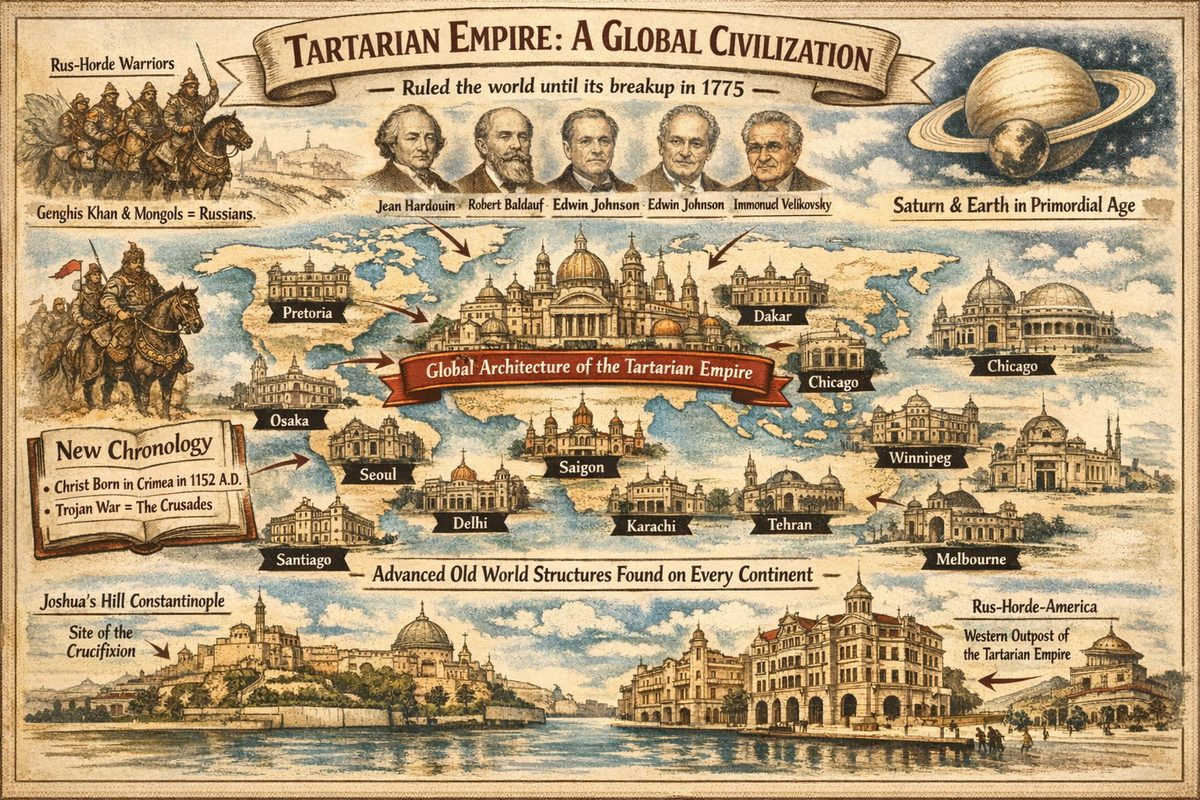 TARTARIAN EMPIRE: A GLOBAL CIVILIZATION
Ruled the world until its breakup in 1775
Rus-Horde Warriors
Genghis Khan & Mongols = Russians.
Jean Hardouin
Robert Baldauf
Edwin Johnson
Edwin Johnson
Immonuel Velikovsky
Saturn & Earth in Primordial Age
Pretoria
Dakar
Global Architecture of the Tartarian Empire
Chicago
Chicago
Osaka
Seoul
Saigon
Winnipeg
New Chronology
• Christ Born in Crimea in 1152 A.D.
• Trojan War = The Crusades
Delhi
Karachi
Tehran
Santiago
Melbourne
Advanced Old World Structures Found on Every Continent
Joshua's Hill Constantinople
Site of the
Crucifixion
Rus-Horde-America
Western Outpost of
the Tartarian Empire